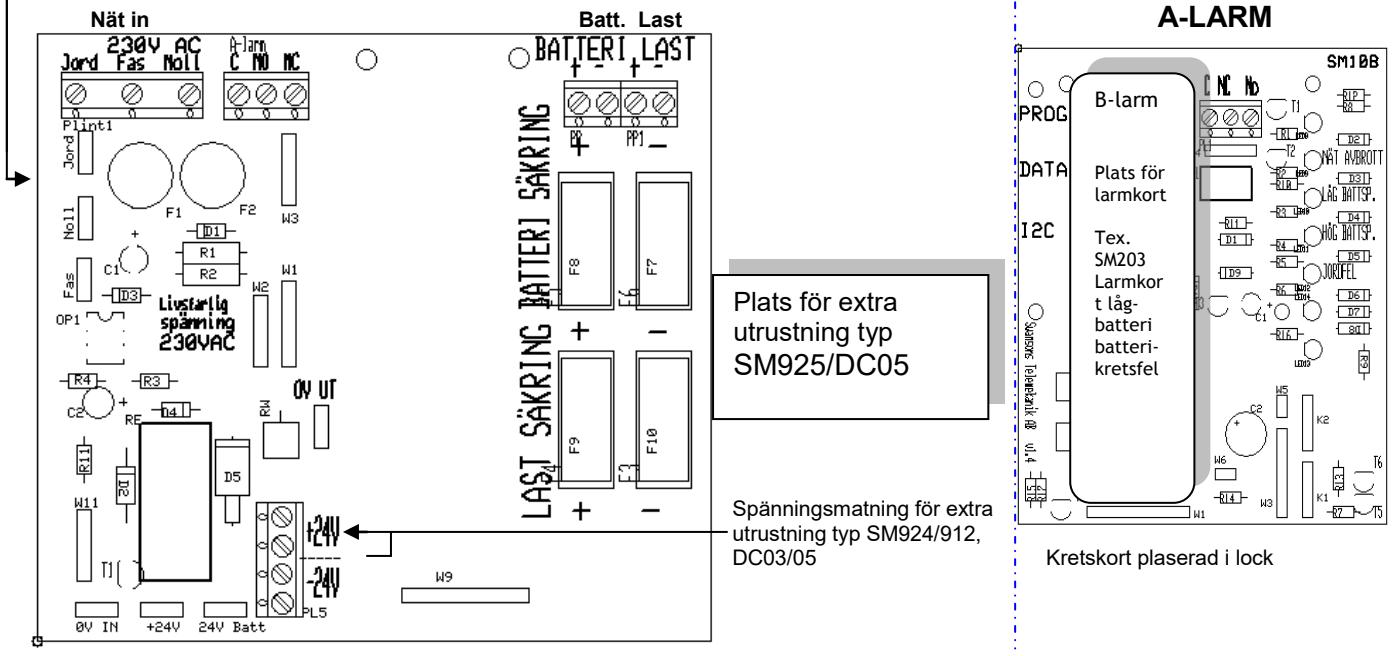 Nät in
Batt. Last
A-LARM
230V AC
Jord Fas Noll
A-larm
C NO NC
BATTERI LAST
+ - + -
Plint1
PP
PP1
+ -
Jord
F1
F2
W3
Noll
D1
R1
R2
C1
+
Fas
D3
W2
W1
OP1
Livsfarlig
spänning
230VAC
BATTERI SÄKRING
F8
F7
F6
+ -
R4
R3
0V UT
C2
+
D4
RE
RW
R11
D2
D5
W11
T1
LAST SÄKRING
F9
F10
F3
+ -
+24V
-24V
PL5
W9
0V IN
+24V
24V Batt
Plats för extra
utrustning typ
SM925/DC05
Spänningsmatning för extra
utrustning typ SM924/912,
DC03/05
SM10B
C NC No
PROG
DATA
I2C
B-larm
Plats för
larmkort
Tex.
SM203
Larmkor
t låg-
batteri
batteri-
kretsfel
T1
R8
R1
D2
T2
NÄT AVBROTT
R2
R10
D3
LÅG BATTSP.
R3
D4
R11
HÖG BATTSP.
D1
R4
R5
D5
JORDFEL
D9
R6
D6
C1
+
D7
D8
R16
R9
Svensons Teleteknik AB v1.4
W5
C2
+
K2
W6
R14
W3
K1
R13
T6
R7
T5
W1
Kretskort plaserad i lock